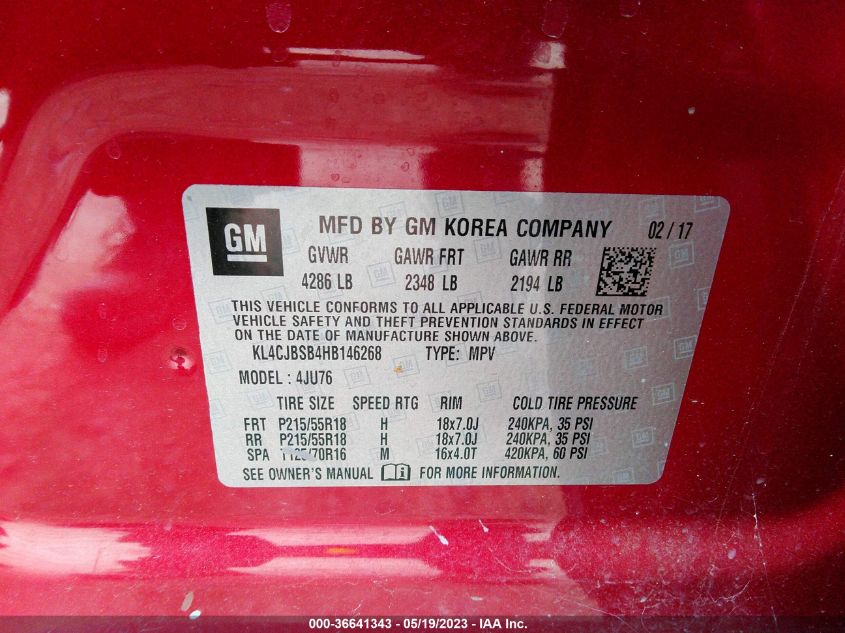 GM MFD BY GM KOREA COMPANY 02/17
GVWR GAWR FRT GAWR RR
4286 LB 2348 LB 2194 LB
THIS VEHICLE CONFORMS TO ALL APPLICABLE U.S. FEDERAL MOTOR
VEHICLE SAFETY AND THEFT PREVENTION STANDARDS IN EFFECT
ON THE DATE OF MANUFACTURE SHOWN ABOVE.
KL4CJBSB4HB146268 TYPE: MPV
MODEL: 4JU76
TIRE SIZE SPEED RTG RIM COLD TIRE PRESSURE
FRT P215/55R18 H 18x7.0J 240KPA, 35 PSI
RR P215/55R18 H 18x7.0J 240KPA, 35 PSI
SPA T125/70R16 M 16x4.0T 420KPA, 60 PSI
SEE OWNER'S MANUAL FOR MORE INFORMATION.
000-36641343 - 05/19/2023 - IAA Inc.